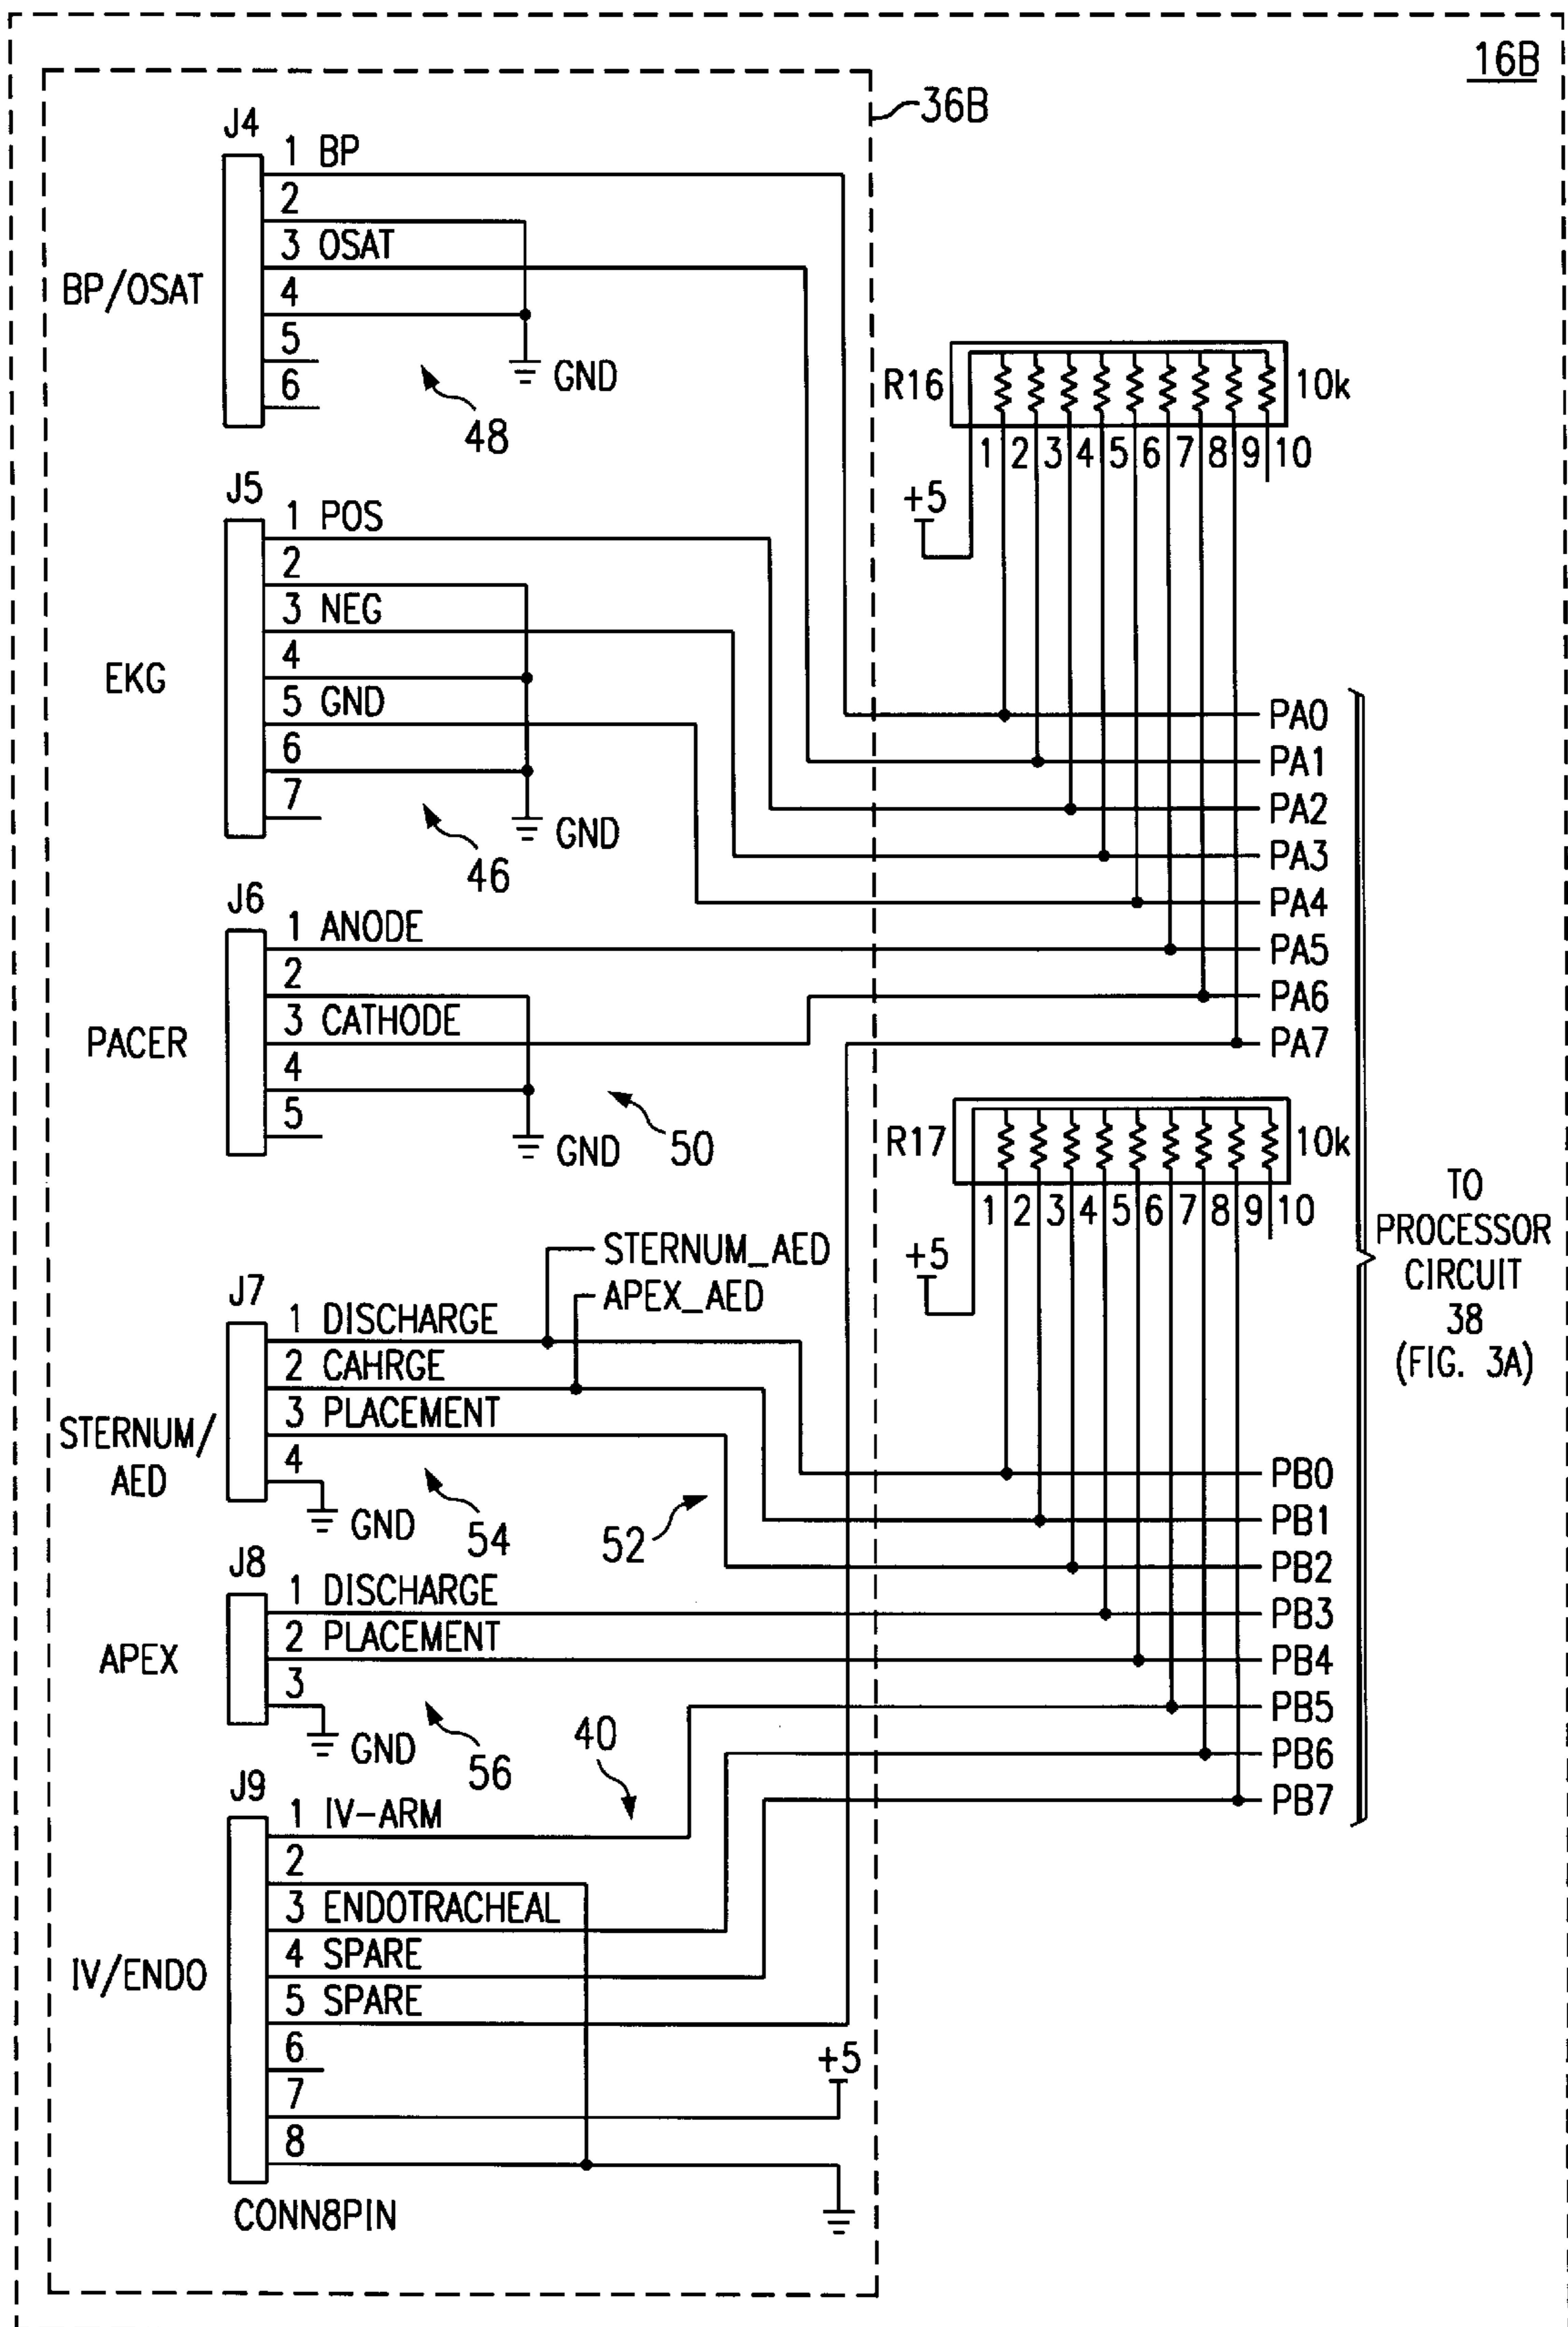 16B
36B
J4
1 BP
2
3 OSAT
4
5
6
BP/OSAT
GND
48
R16
10k
1 2 3 4 5 6 7 8 9 10
+5
J5
1 POS
2
3 NEG
4
5 GND
6
7
EKG
GND
46
PA0
PA1
PA2
PA3
PA4
PA5
PA6
PA7
J6
1 ANODE
2
3 CATHODE
4
5
PACER
GND
50
R17
10k
1 2 3 4 5 6 7 8 9 10
+5
TO
PROCESSOR
CIRCUIT
38
(FIG. 3A)
STERNUM_AED
APEX_AED
J7
1 DISCHARGE
2 CAHRGE
3 PLACEMENT
4
STERNUM/
AED
GND
54
52
PB0
PB1
PB2
PB3
PB4
PB5
PB6
PB7
J8
1 DISCHARGE
2 PLACEMENT
3
APEX
GND
56
40
J9
1 IV-ARM
2
3 ENDOTRACHEAL
4 SPARE
5 SPARE
6
7
8
IV/ENDO
+5
CONN8PIN